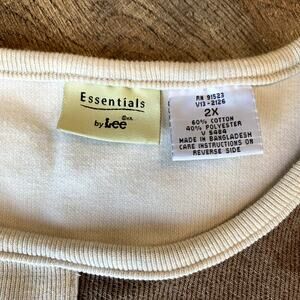 Essentials
by Lee
RN 91523
V13-2126
2X
60% COTTON
40% POLYESTER
V 5484
MADE IN BANGLADESH
CARE INSTRUCTIONS ON
REVERSE SIDE